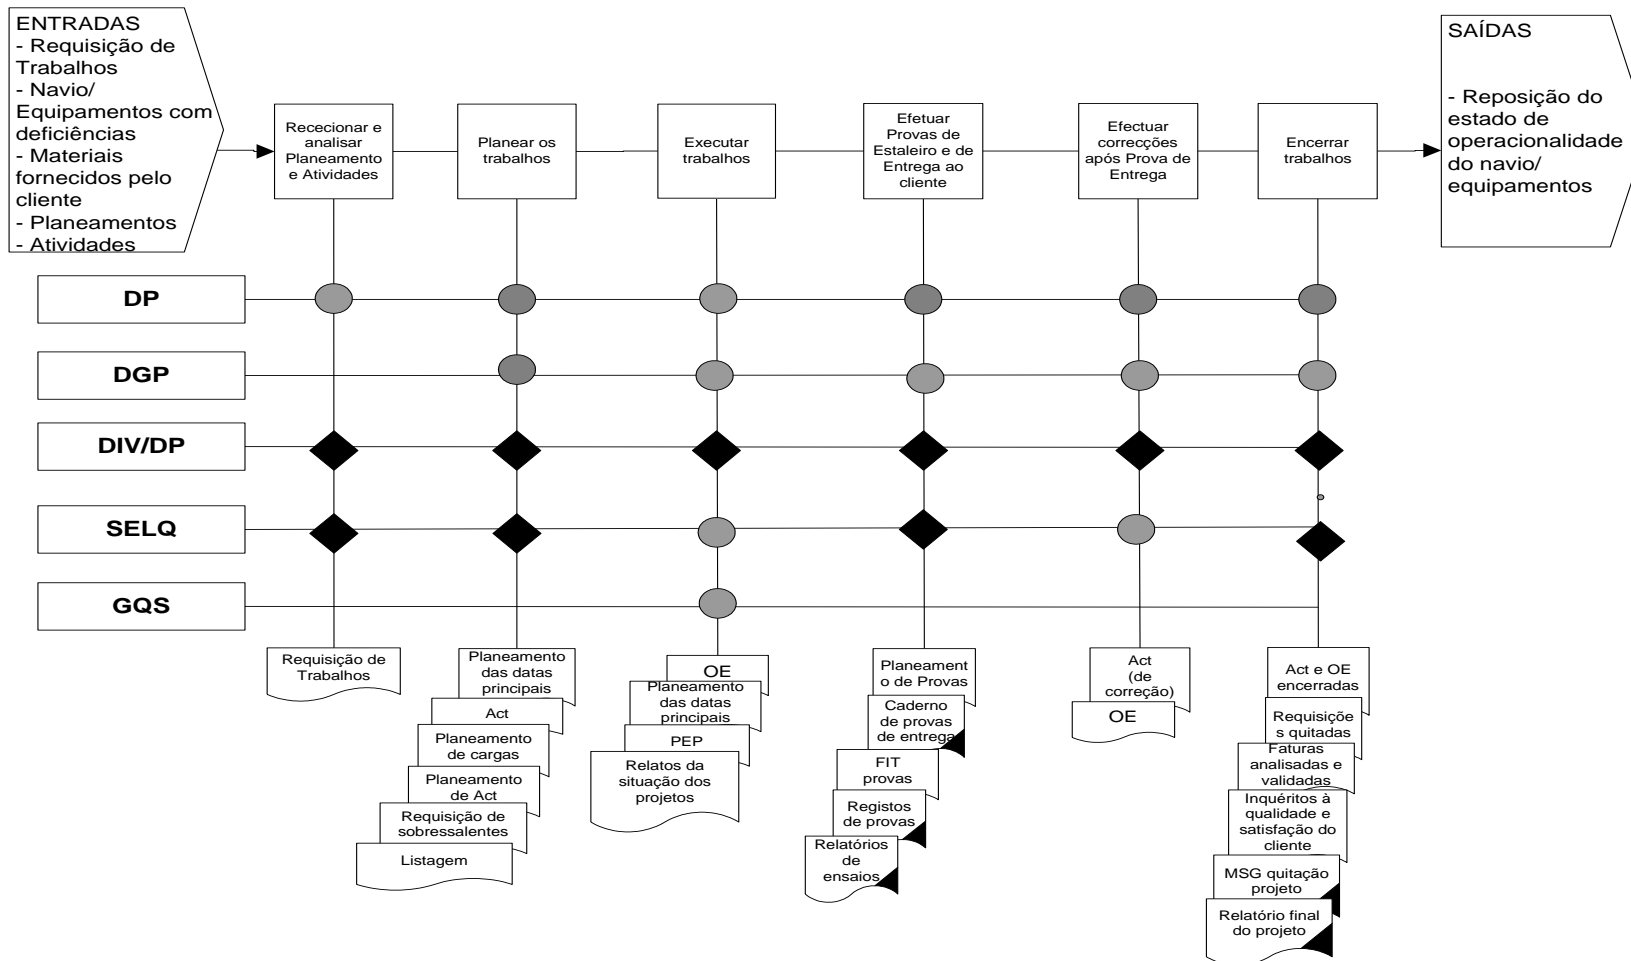 ENTRADAS
- Requisição de
Trabalhos
- Navio/
Equipamentos com
deficiências
- Materiais
fornecidos pelo
cliente
- Planeamentos
- Atividades
Rececionar e
analisar
Planeamento
e Atividades
Planear os
trabalhos
Executar
trabalhos
Efetuar
Provas de
Estaleiro e de
Entrega ao
cliente
Efectuar
correcções
após Prova de
Entrega
Encerrar
trabalhos
SAÍDAS
- Reposição do
estado de
operacionalidade
do navio/
equipamentos
DP
DGP
DIV/DP
SELQ
GQS
Requisição de
Trabalhos
Planeamento
das datas
principais
Act
Planeamento
de cargas
Planeamento
de Act
Requisição de
sobressalentes
Listagem
OE
Planeamento
das datas
principais
PEP
Relatos da
situação dos
projetos
Planeament
o de Provas
Caderno
de provas
de entrega
FIT
provas
Registos
de provas
Relatórios
de
ensaios
Act
(de
correção)
OE
Act e OE
encerradas
Requisiçõe
s quitadas
Faturas
analisadas e
validadas
Inquéritos à
qualidade e
satisfação do
cliente
MSG quitação
projeto
Relatório final
do projeto